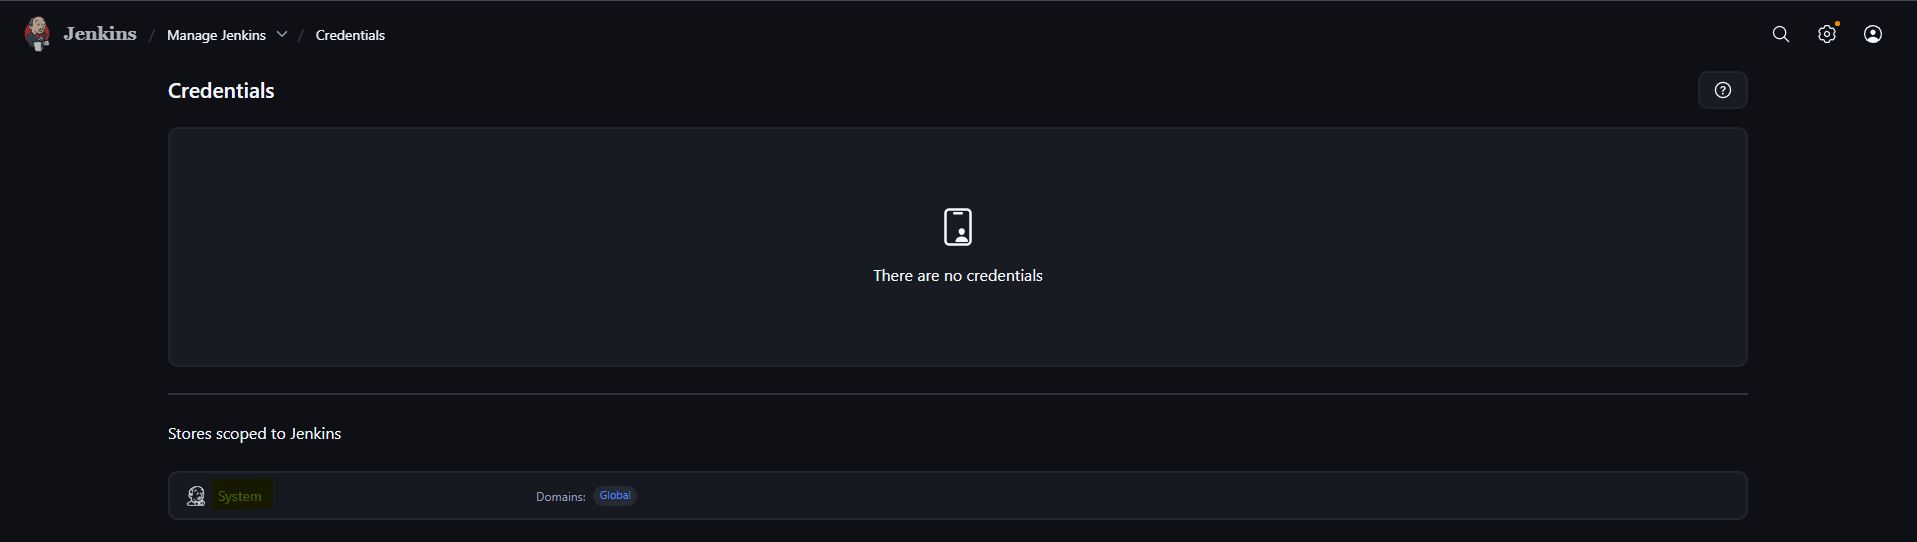 Jenkins / Manage Jenkins / Credentials
Credentials
There are no credentials
Stores scoped to Jenkins
System Domains: Global